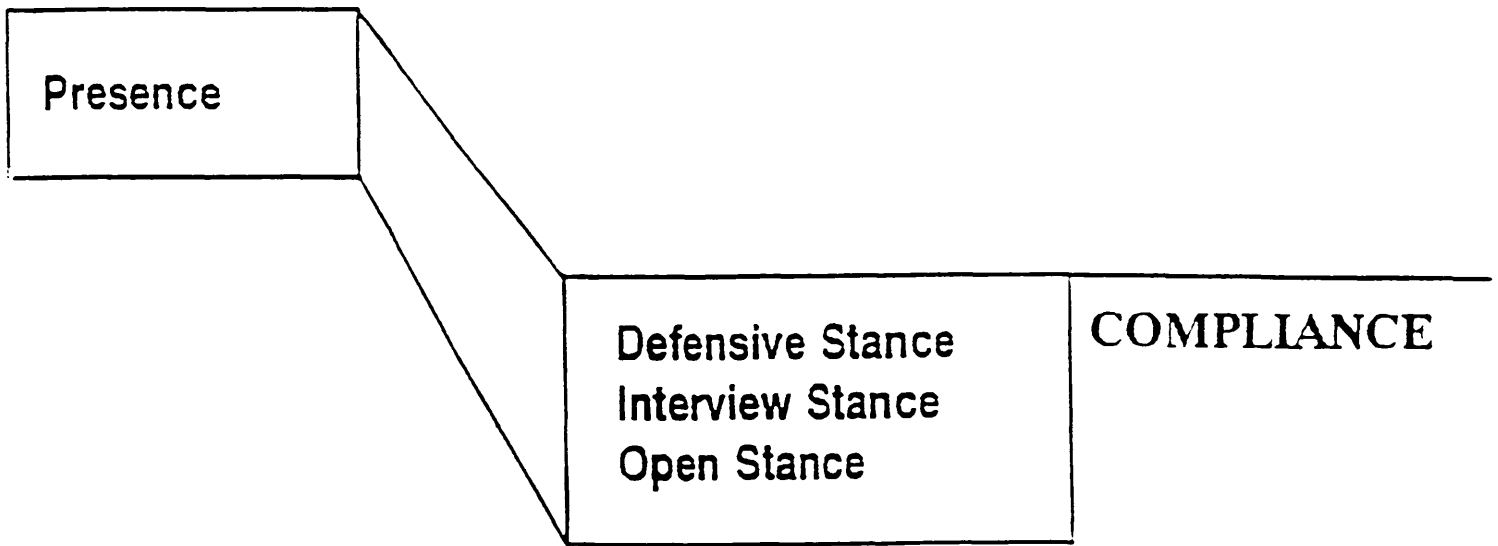 Presence
Defensive Stance
Interview Stance
Open Stance
COMPLIANCE